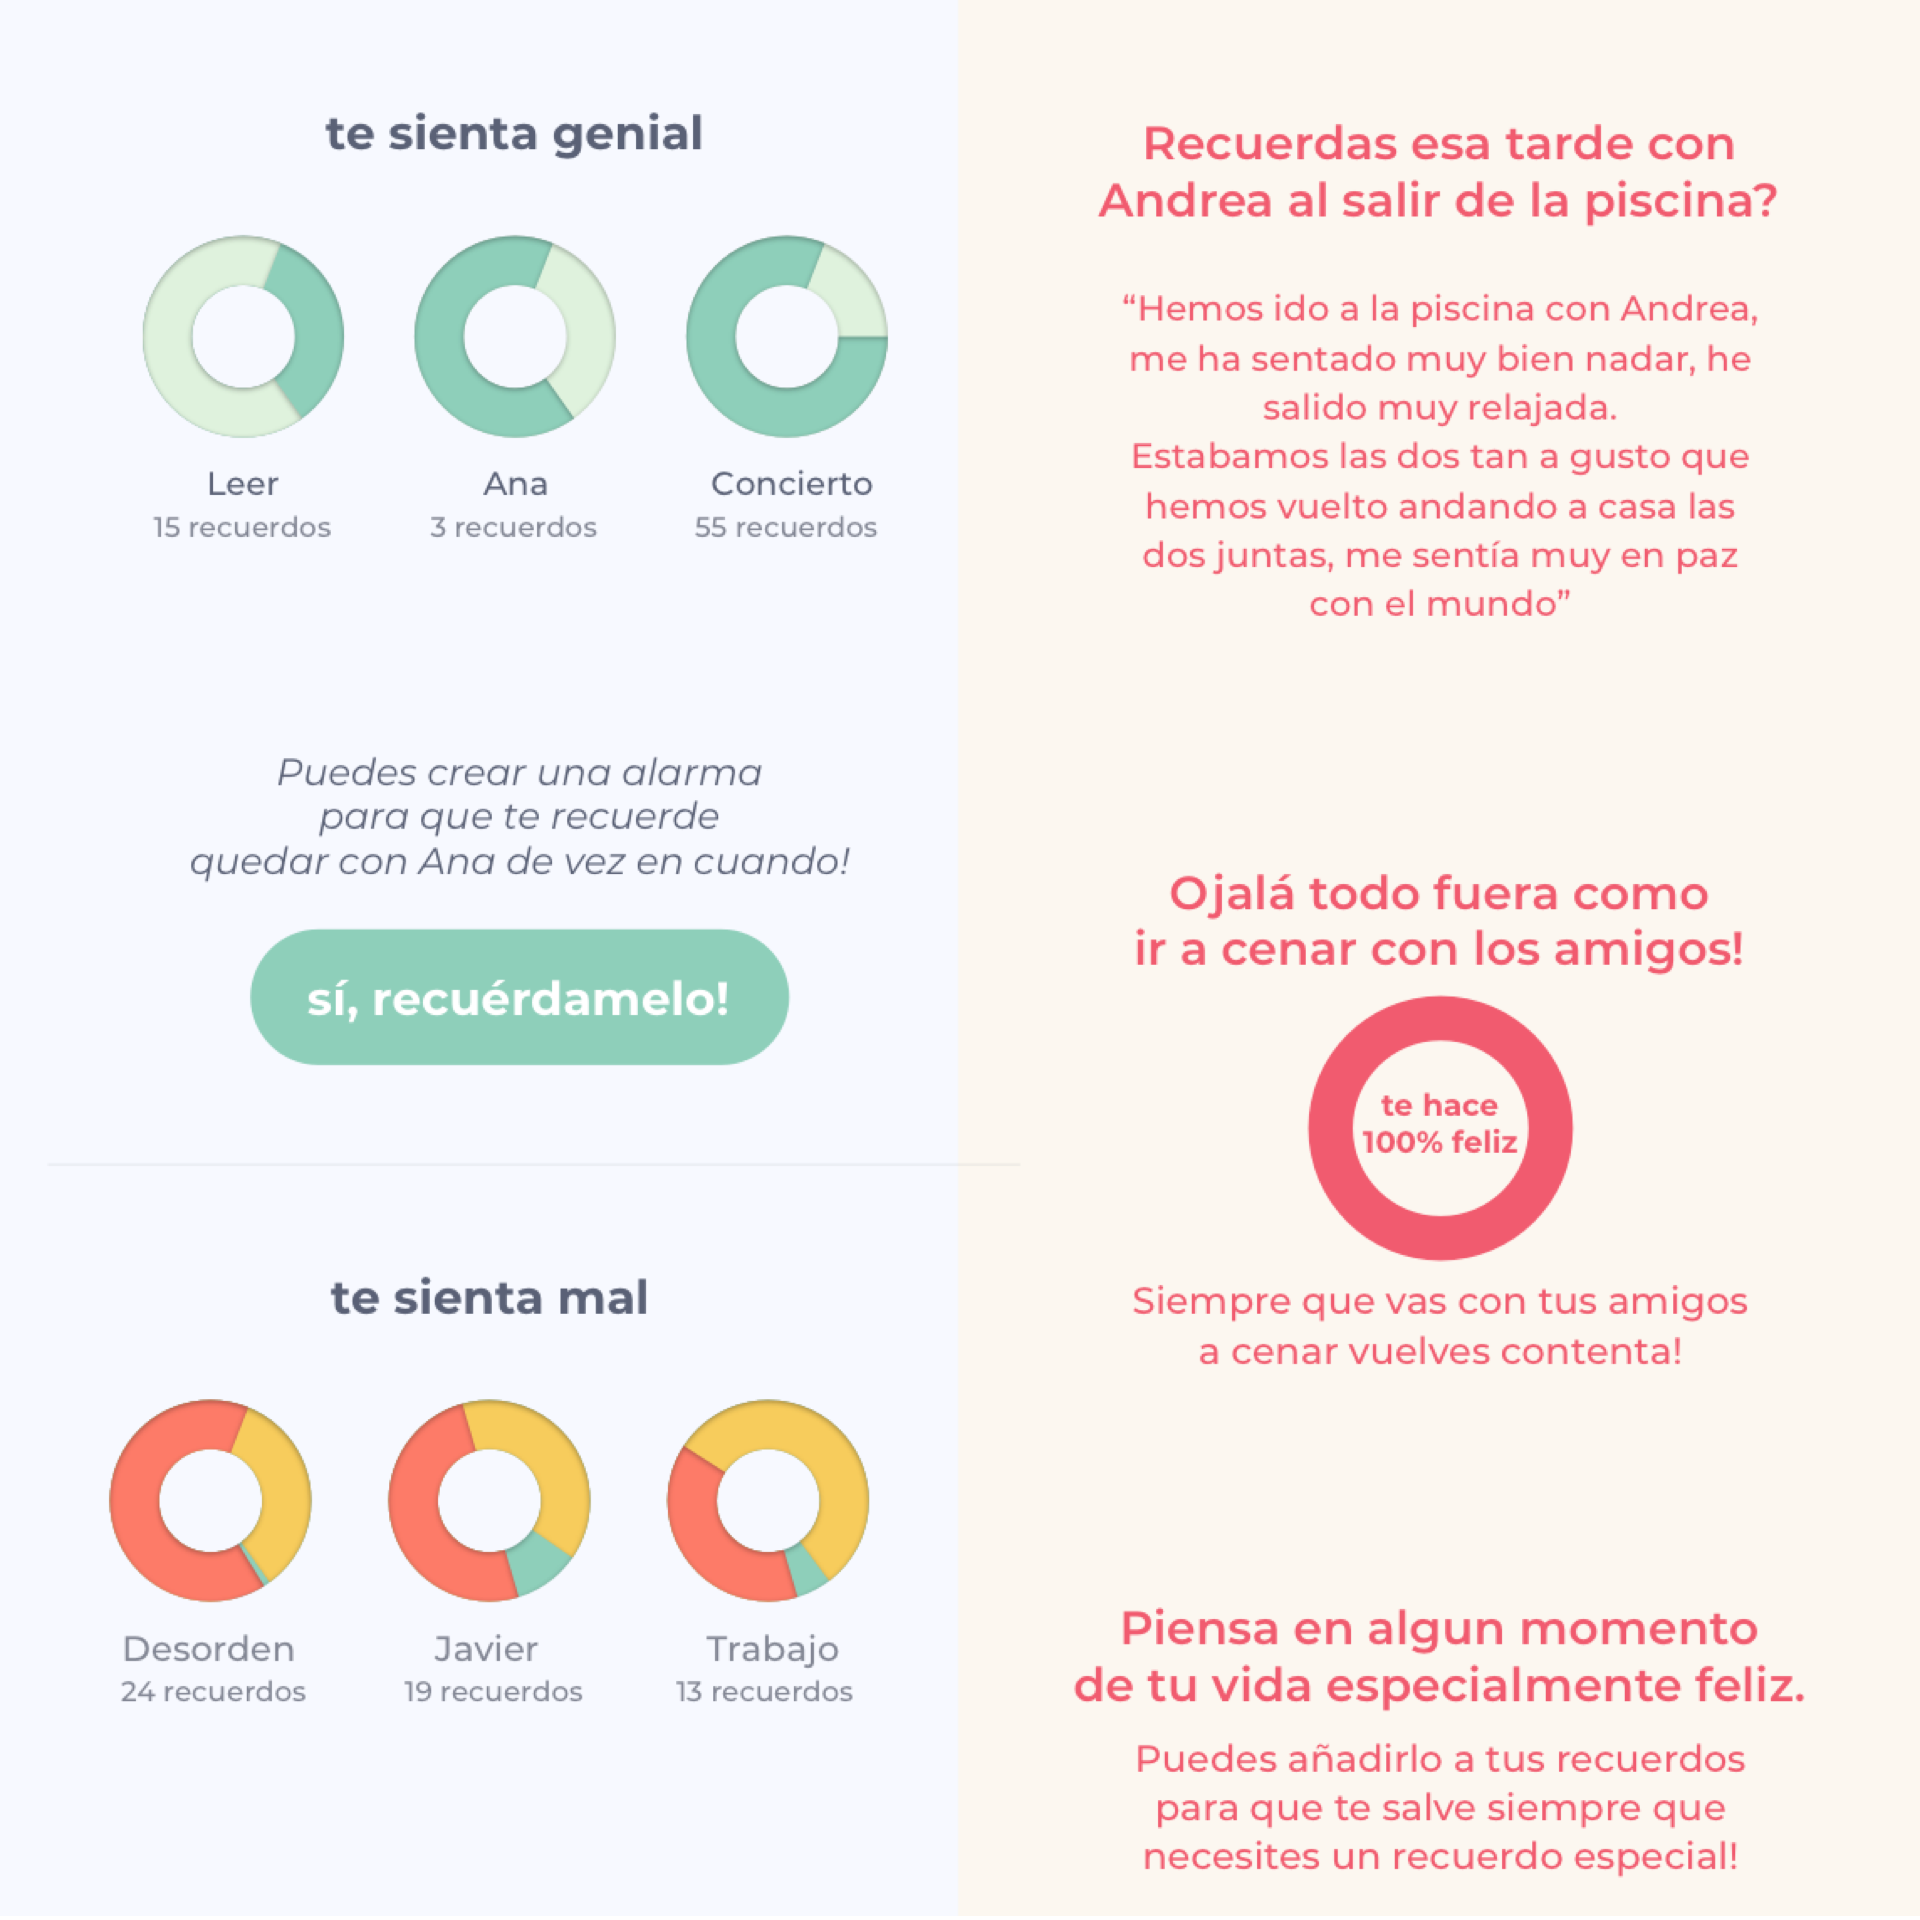 te sienta genial
Leer
15 recuerdos
Ana
3 recuerdos
Concierto
55 recuerdos
Puedes crear una alarma
para que te recuerde
quedar con Ana de vez en cuando!
sí, recuérdamelo!
te sienta mal
Desorden
24 recuerdos
Javier
19 recuerdos
Trabajo
13 recuerdos
Recuerdas esa tarde con
Andrea al salir de la piscina?
“Hemos ido a la piscina con Andrea,
me ha sentado muy bien nadar, he
salido muy relajada.
Estabamos las dos tan a gusto que
hemos vuelto andando a casa las
dos juntas, me sentía muy en paz
con el mundo”
Ojalá todo fuera como
ir a cenar con los amigos!
te hace
100% feliz
Siempre que vas con tus amigos
a cenar vuelves contenta!
Piensa en algun momento
de tu vida especialmente feliz.
Puedes añadirlo a tus recuerdos
para que te salve siempre que
necesites un recuerdo especial!